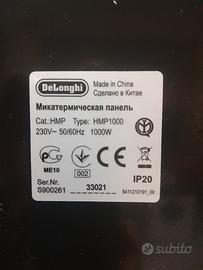 DeLonghi
Made in China
Сделано в Китае
Микатермическая панель
Cat.: HMP Type: HMP1000
230V~ 50/60Hz 1000W
ME10
002
IP20
Ser.Nr. 33021
S900261
5411210191_00
subito